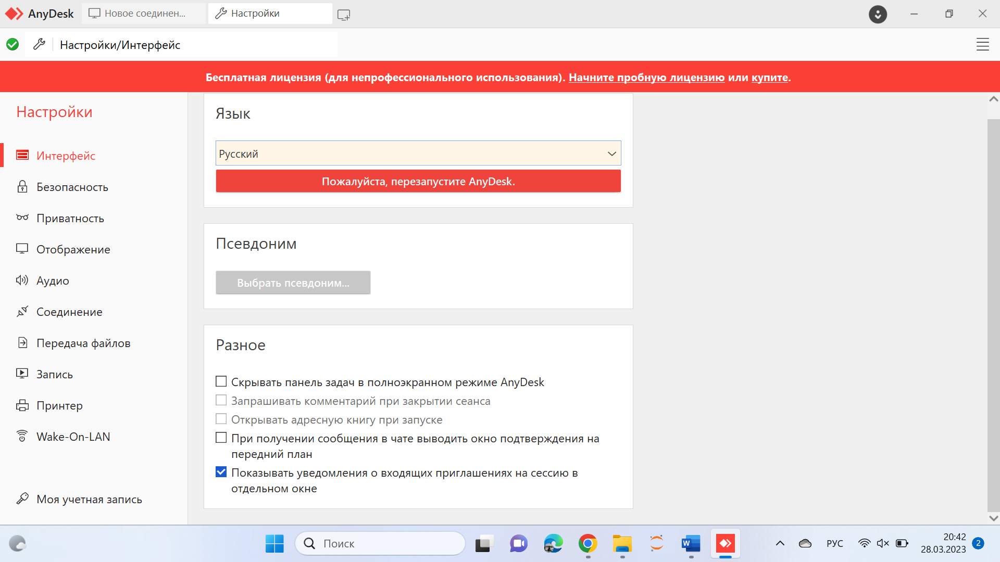 AnyDesk
Новое соединен...
Настройки
Настройки/Интерфейс
Бесплатная лицензия (для непрофессионального использования). Начните пробную лицензию или купите.
Настройки
Интерфейс
Безопасность
Приватность
Отображение
Аудио
Соединение
Передача файлов
Запись
Принтер
Wake-On-LAN
Моя учетная запись
Язык
Русский
Пожалуйста, перезапустите AnyDesk.
Псевдоним
Выбрать псевдоним...
Разное
Скрывать панель задач в полноэкранном режиме AnyDesk
Запрашивать комментарий при закрытии сеанса
Открывать адресную книгу при запуске
При получении сообщения в чате выводить окно подтверждения на
передний план
Показывать уведомления о входящих приглашениях на сессию в
отдельном окне
Поиск
W
РУС
20:42
28.03.2023
2